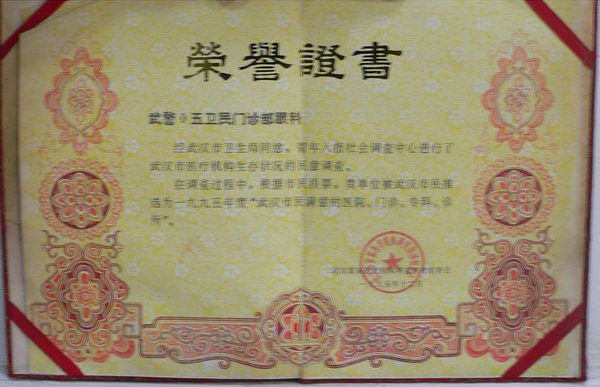 榮譽證書
武警 五卫民门诊部眼科
经武汉市卫生局同意，青年人报社会调查中心进行了
武汉市医疗机构生态状况的民意调查。
在调查过程中，根据市民投票，贵单位被武汉市民推
选为一九九五年度“武汉市民满意的医院、门诊、专科、诊
所”。